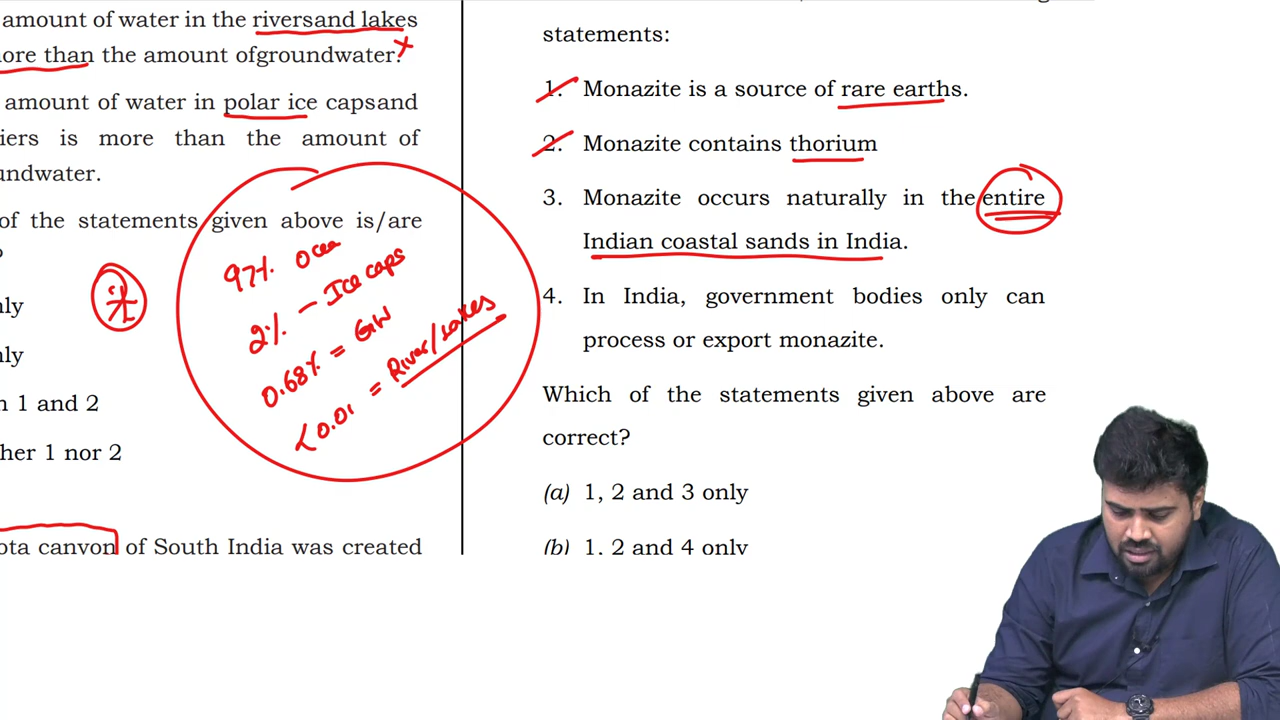 amount of water in the riversand lakes
ore than the amount ofgroundwater.
amount of water in polar ice capsand
iers is more than the amount of
undwater.
of the statements given above is/are
?
nly
nly
h 1 and 2
her 1 nor 2
97% Ocea
2% - Ice caps
0.68% = GW
<0.01 = River/Lakes
ota canyon of South India was created
statements:
1. Monazite is a source of rare earths.
2. Monazite contains thorium
3. Monazite occurs naturally in the entire
Indian coastal sands in India.
4. In India, government bodies only can
process or export monazite.
Which of the statements given above are
correct?
(a) 1, 2 and 3 only
(b) 1, 2 and 4 only